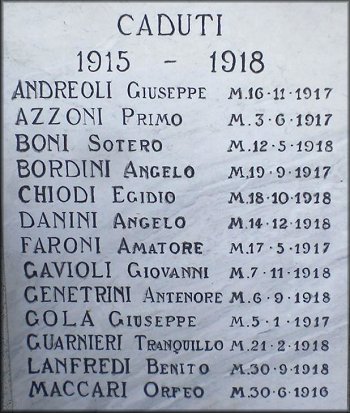 CADUTI
1915 - 1918
ANDREOLI GIUSEPPE M.16·11·1917
AZZONI PRIMO M.3·6·1917
BONI SOTERO M.12·5·1918
BORDINI ANGELO M.19·9·1917
CHIODI EGIDIO M.18·10·1918
DANINI ANGELO M.14·12·1918
FARONI AMATORE M.17·5·1917
GAVIOLI GIOVANNI M.7·11·1918
GENETRINI ANTENORE M.6·9·1918
GOLA GIUSEPPE M.5·1·1917
GUARNIERI TRANQUILLO M.21·2·1918
LANFREDI BENITO M.30·9·1918
MACCARI ORFEO M.30·6·1916